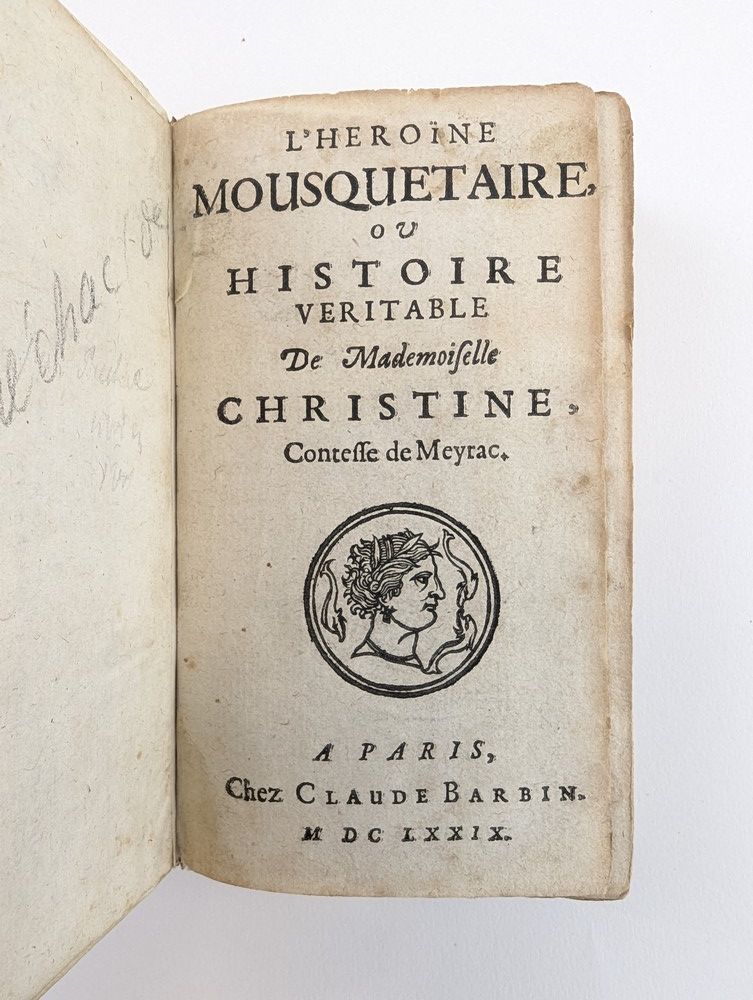 L'HEROÏNE
MOUSQUETAIRE,
OU
HISTOIRE
VERITABLE
De Mademoiſelle
CHRISTINE,
Conteſſe de Meyrac.
A PARIS,
Chez CLAUDE BARBIN.
M DC LXXIX.